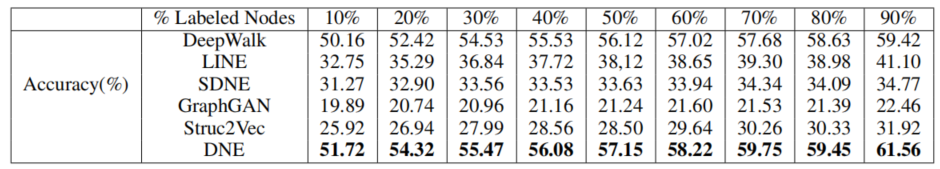 % Labeled Nodes 10% 20% 30% 40% 50% 60% 70% 80% 90%
DeepWalk 50.16 52.42 54.53 55.53 56.12 57.02 57.68 58.63 59.42
LINE 32.75 35.29 36.84 37.72 38,12 38.65 39.30 38.98 41.10
Accuracy(%) SDNE 31.27 32.90 33.56 33.53 33.63 33.94 34.34 34.09 34.77
GraphGAN 19.89 20.74 20.96 21.16 21.24 21.60 21.53 21.39 22.46
Struc2Vec 25.92 26.94 27.99 28.56 28.50 29.64 30.26 30.33 31.92
DNE 51.72 54.32 55.47 56.08 57.15 58.22 59.75 59.45 61.56